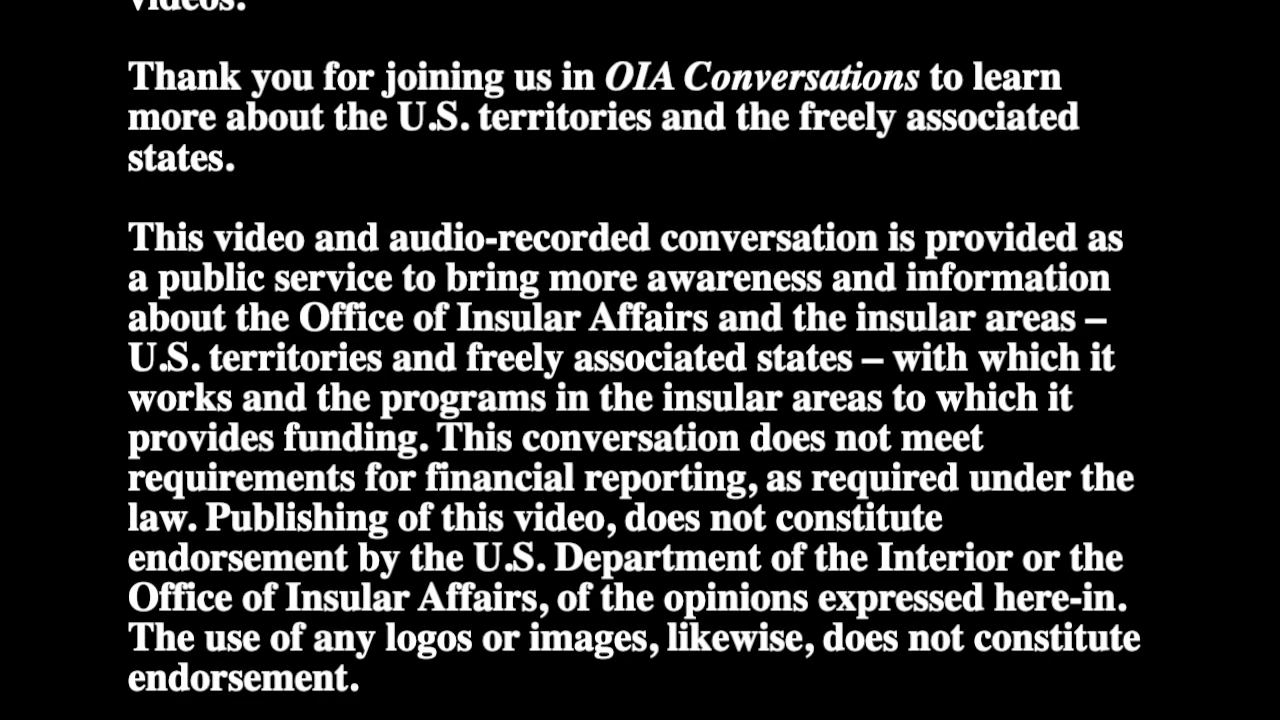 videos.
Thank you for joining us in OIA Conversations to learn
more about the U.S. territories and the freely associated
states.
This video and audio-recorded conversation is provided as
a public service to bring more awareness and information
about the Office of Insular Affairs and the insular areas –
U.S. territories and freely associated states – with which it
works and the programs in the insular areas to which it
provides funding. This conversation does not meet
requirements for financial reporting, as required under the
law. Publishing of this video, does not constitute
endorsement by the U.S. Department of the Interior or the
Office of Insular Affairs, of the opinions expressed here-in.
The use of any logos or images, likewise, does not constitute
endorsement.